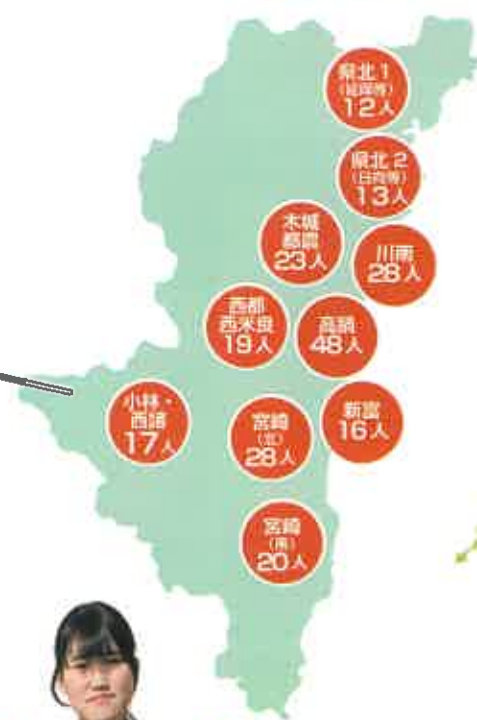 県北1
(延岡等)
12人
県北2
(日向等)
13人
木城
都農
23人
川南
28人
西都
西米良
19人
高鍋
48人
小林・
西諸
17人
宮崎
(北)
28人
新富
16人
宮崎
(南)
20人